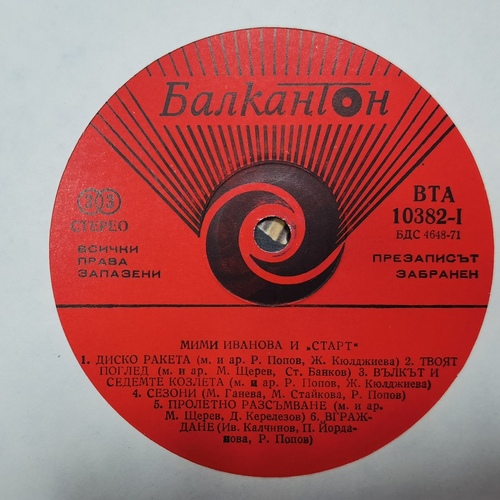 Балкантон
33
СТЕРЕО
ВСИЧКИ
ПРАВА
ЗАПАЗЕНИ
ВТА
10382-I
БДС 4648-71
ПРЕЗАПИСЪТ
ЗАБРАНЕН
МИМИ ИВАНОВА И „СТАРТ“
1. ДИСКО РАКЕТА (м. и ар. Р. Попов, Ж. Кюлджиева) 2. ТВОЯТ
ПОГЛЕД (м. и ар. М. Щерев, Ст. Банков) 3. ВЪЛКЪТ И
СЕДЕМТЕ КОЗЛЕТА (м. и ар. Р. Попов, Ж. Кюлджиева)
4. СЕЗОНИ (М. Ганева, М. Стайкова, Р. Попов)
5. ПРОЛЕТНО РАЗСЪМВАНЕ (м. и ар.
М. Щерев, Д. Керелезов) 6. ВГРАЖ-
ДАНЕ (Ив. Калчинов, П. Йорда-
нова, Р. Попов)